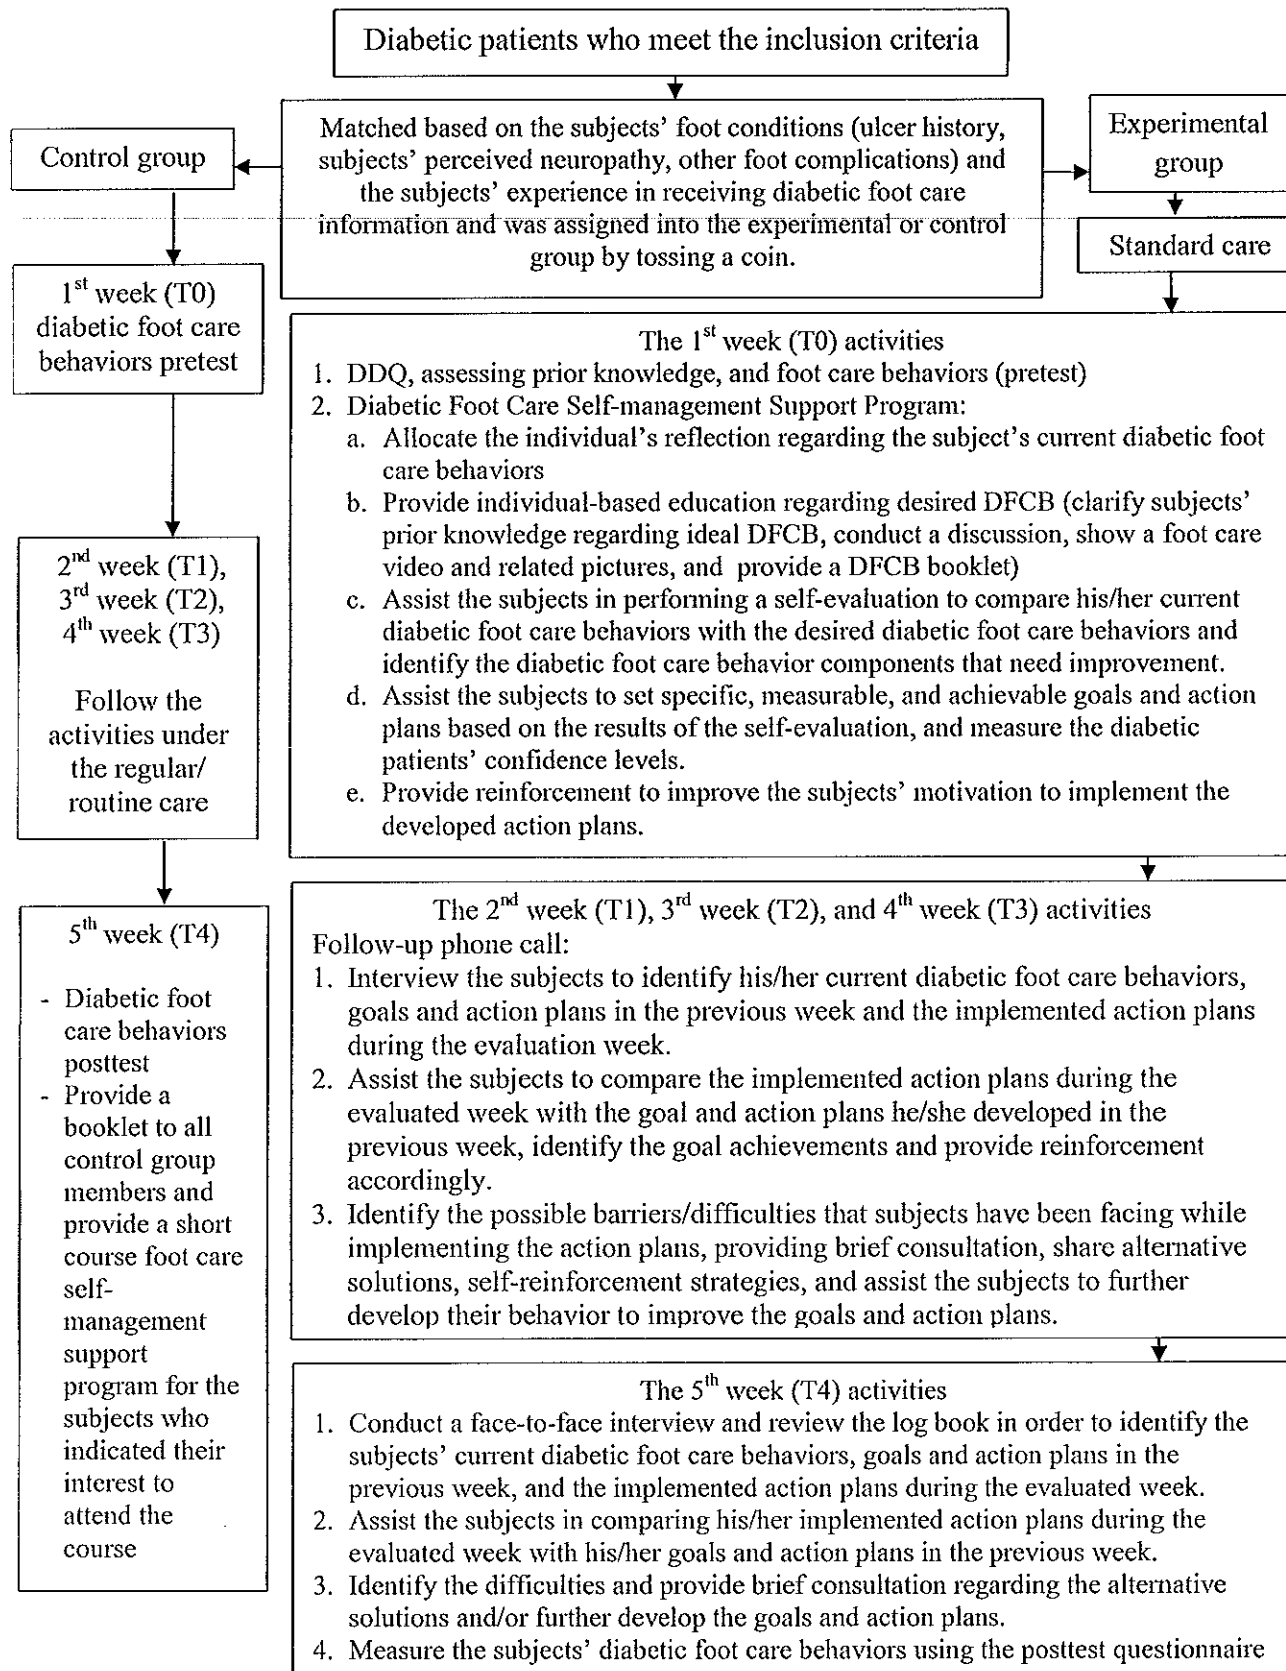 Diabetic patients who meet the inclusion criteria
Control group
Matched based on the subjects’ foot conditions (ulcer history,
subjects’ perceived neuropathy, other foot complications) and
the subjects’ experience in receiving diabetic foot care
information and was assigned into the experimental or control
group by tossing a coin.
Experimental
group
Standard care
1st week (T0)
diabetic foot care
behaviors pretest
2nd week (T1),
3rd week (T2),
4th week (T3)
Follow the
activities under
the regular/
routine care
5th week (T4)
- Diabetic foot
care behaviors
posttest
- Provide a
booklet to all
control group
members and
provide a short
course foot care
self-
management
support
program for the
subjects who
indicated their
interest to
attend the
course
The 1st week (T0) activities
1. DDQ, assessing prior knowledge, and foot care behaviors (pretest)
2. Diabetic Foot Care Self-management Support Program:
a. Allocate the individual’s reflection regarding the subject’s current diabetic foot
care behaviors
b. Provide individual-based education regarding desired DFCB (clarify subjects’
prior knowledge regarding ideal DFCB, conduct a discussion, show a foot care
video and related pictures, and provide a DFCB booklet)
c. Assist the subjects in performing a self-evaluation to compare his/her current
diabetic foot care behaviors with the desired diabetic foot care behaviors and
identify the diabetic foot care behavior components that need improvement.
d. Assist the subjects to set specific, measurable, and achievable goals and action
plans based on the results of the self-evaluation, and measure the diabetic
patients’ confidence levels.
e. Provide reinforcement to improve the subjects’ motivation to implement the
developed action plans.
The 2nd week (T1), 3rd week (T2), and 4th week (T3) activities
Follow-up phone call:
1. Interview the subjects to identify his/her current diabetic foot care behaviors,
goals and action plans in the previous week and the implemented action plans
during the evaluation week.
2. Assist the subjects to compare the implemented action plans during the
evaluated week with the goal and action plans he/she developed in the
previous week, identify the goal achievements and provide reinforcement
accordingly.
3. Identify the possible barriers/difficulties that subjects have been facing while
implementing the action plans, providing brief consultation, share alternative
solutions, self-reinforcement strategies, and assist the subjects to further
develop their behavior to improve the goals and action plans.
The 5th week (T4) activities
1. Conduct a face-to-face interview and review the log book in order to identify the
subjects’ current diabetic foot care behaviors, goals and action plans in the
previous week, and the implemented action plans during the evaluated week.
2. Assist the subjects in comparing his/her implemented action plans during the
evaluated week with his/her goals and action plans in the previous week.
3. Identify the difficulties and provide brief consultation regarding the alternative
solutions and/or further develop the goals and action plans.
4. Measure the subjects’ diabetic foot care behaviors using the posttest questionnaire